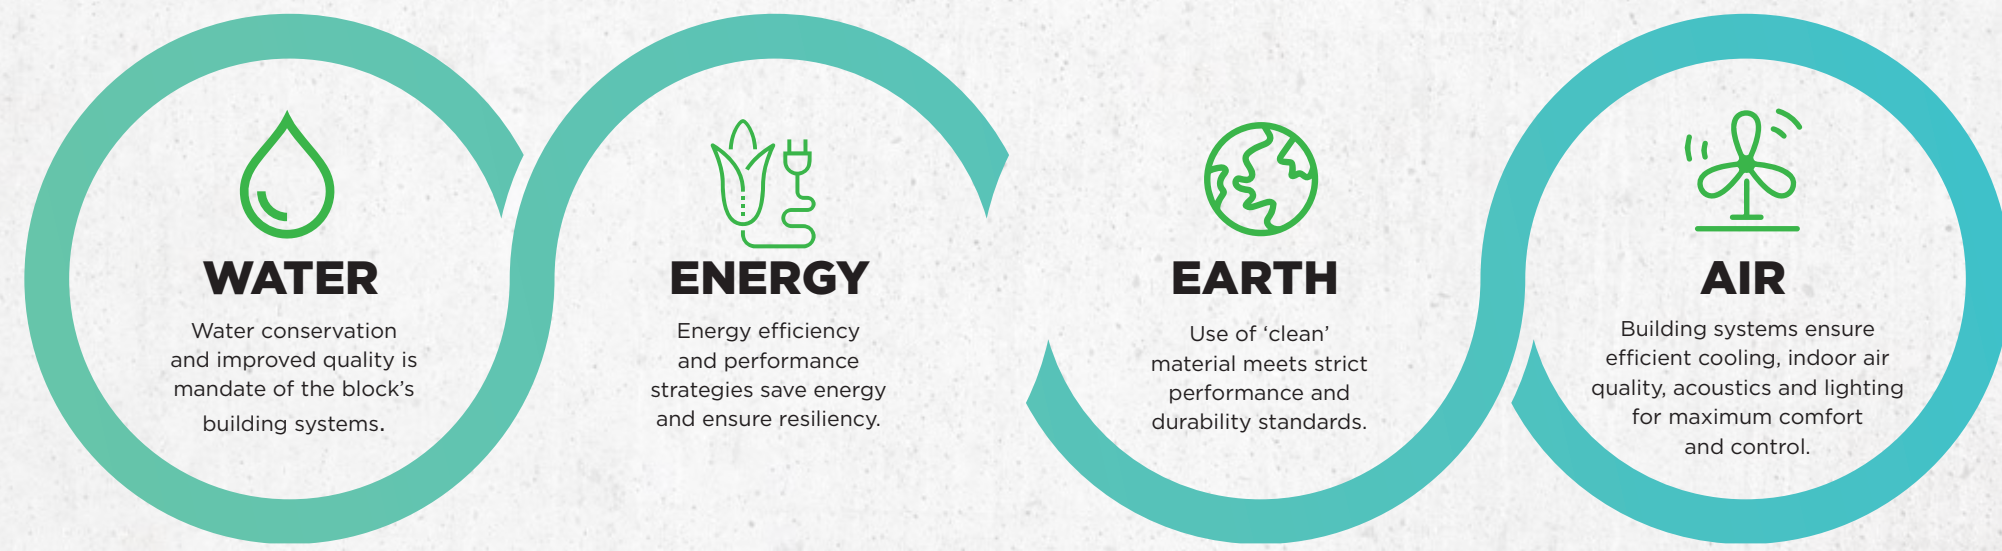 WATER
Water conservation
and improved quality is
mandate of the block’s
building systems.
ENERGY
Energy efficiency
and performance
strategies save energy
and ensure resiliency.
EARTH
Use of ‘clean’
material meets strict
performance and
durability standards.
AIR
Building systems ensure
efficient cooling, indoor air
quality, acoustics and lighting
for maximum comfort
and control.